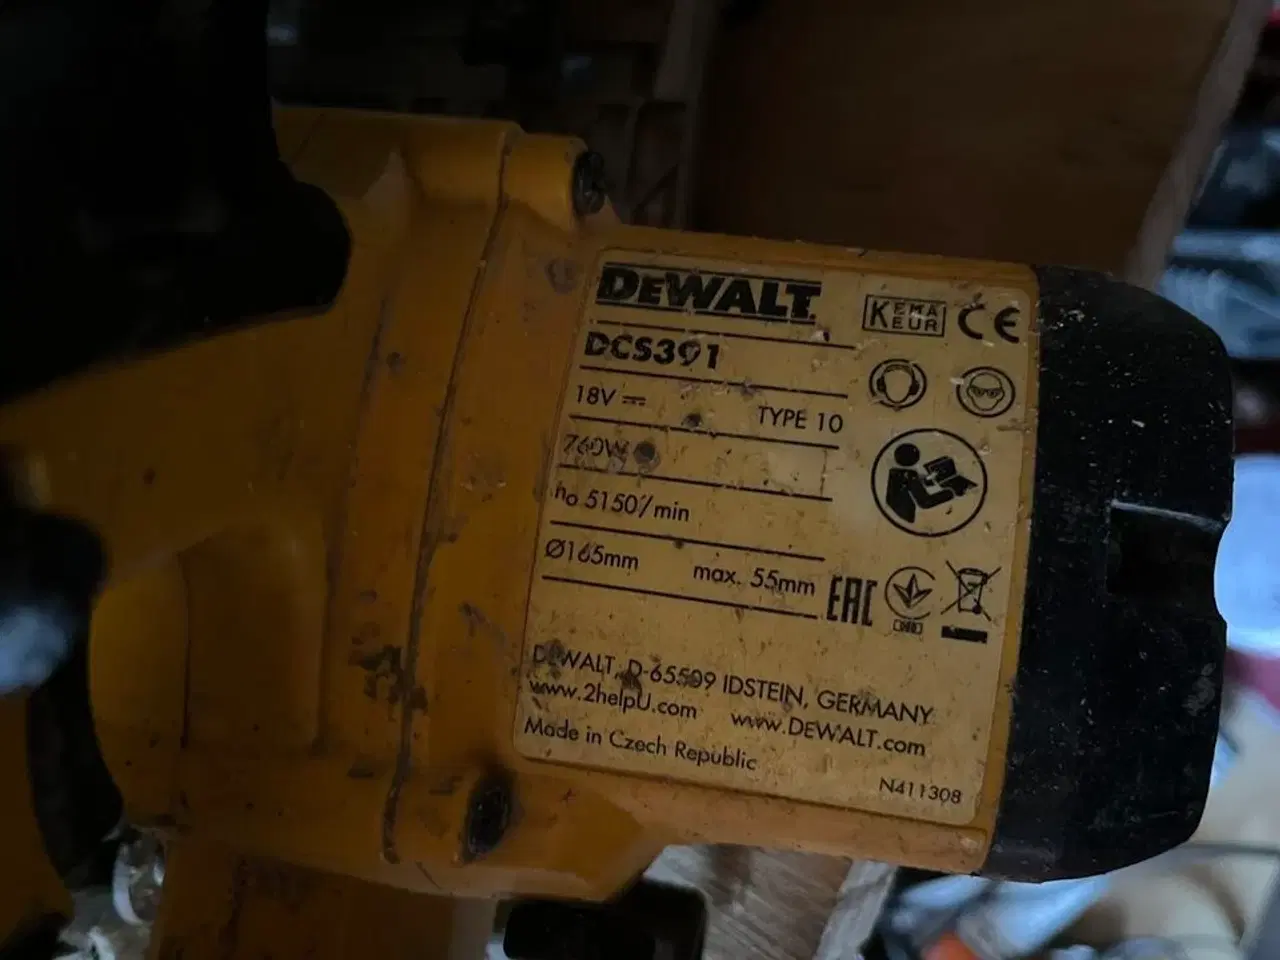 DEWALT
KEMA
KEUR
CE
DCS391
18V ⎓ TYPE 10
760W
n₀ 5150/min
Ø165mm max. 55mm
EAC
DEWALT, D-65509 IDSTEIN, GERMANY
www.2helpU.com www.DEWALT.com
Made in Czech Republic
N411308